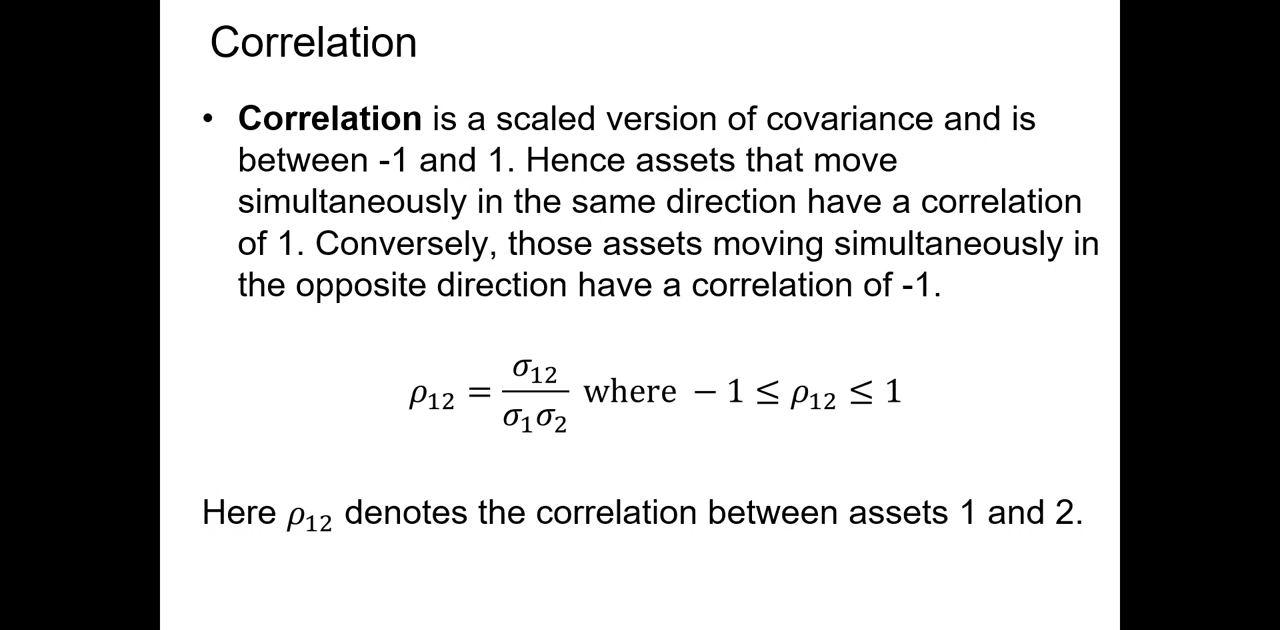 Correlation
• Correlation is a scaled version of covariance and is
between -1 and 1. Hence assets that move
simultaneously in the same direction have a correlation
of 1. Conversely, those assets moving simultaneously in
the opposite direction have a correlation of -1.
ρ₁₂ = σ₁₂ / σ₁σ₂ where − 1 ≤ ρ₁₂ ≤ 1
Here ρ₁₂ denotes the correlation between assets 1 and 2.